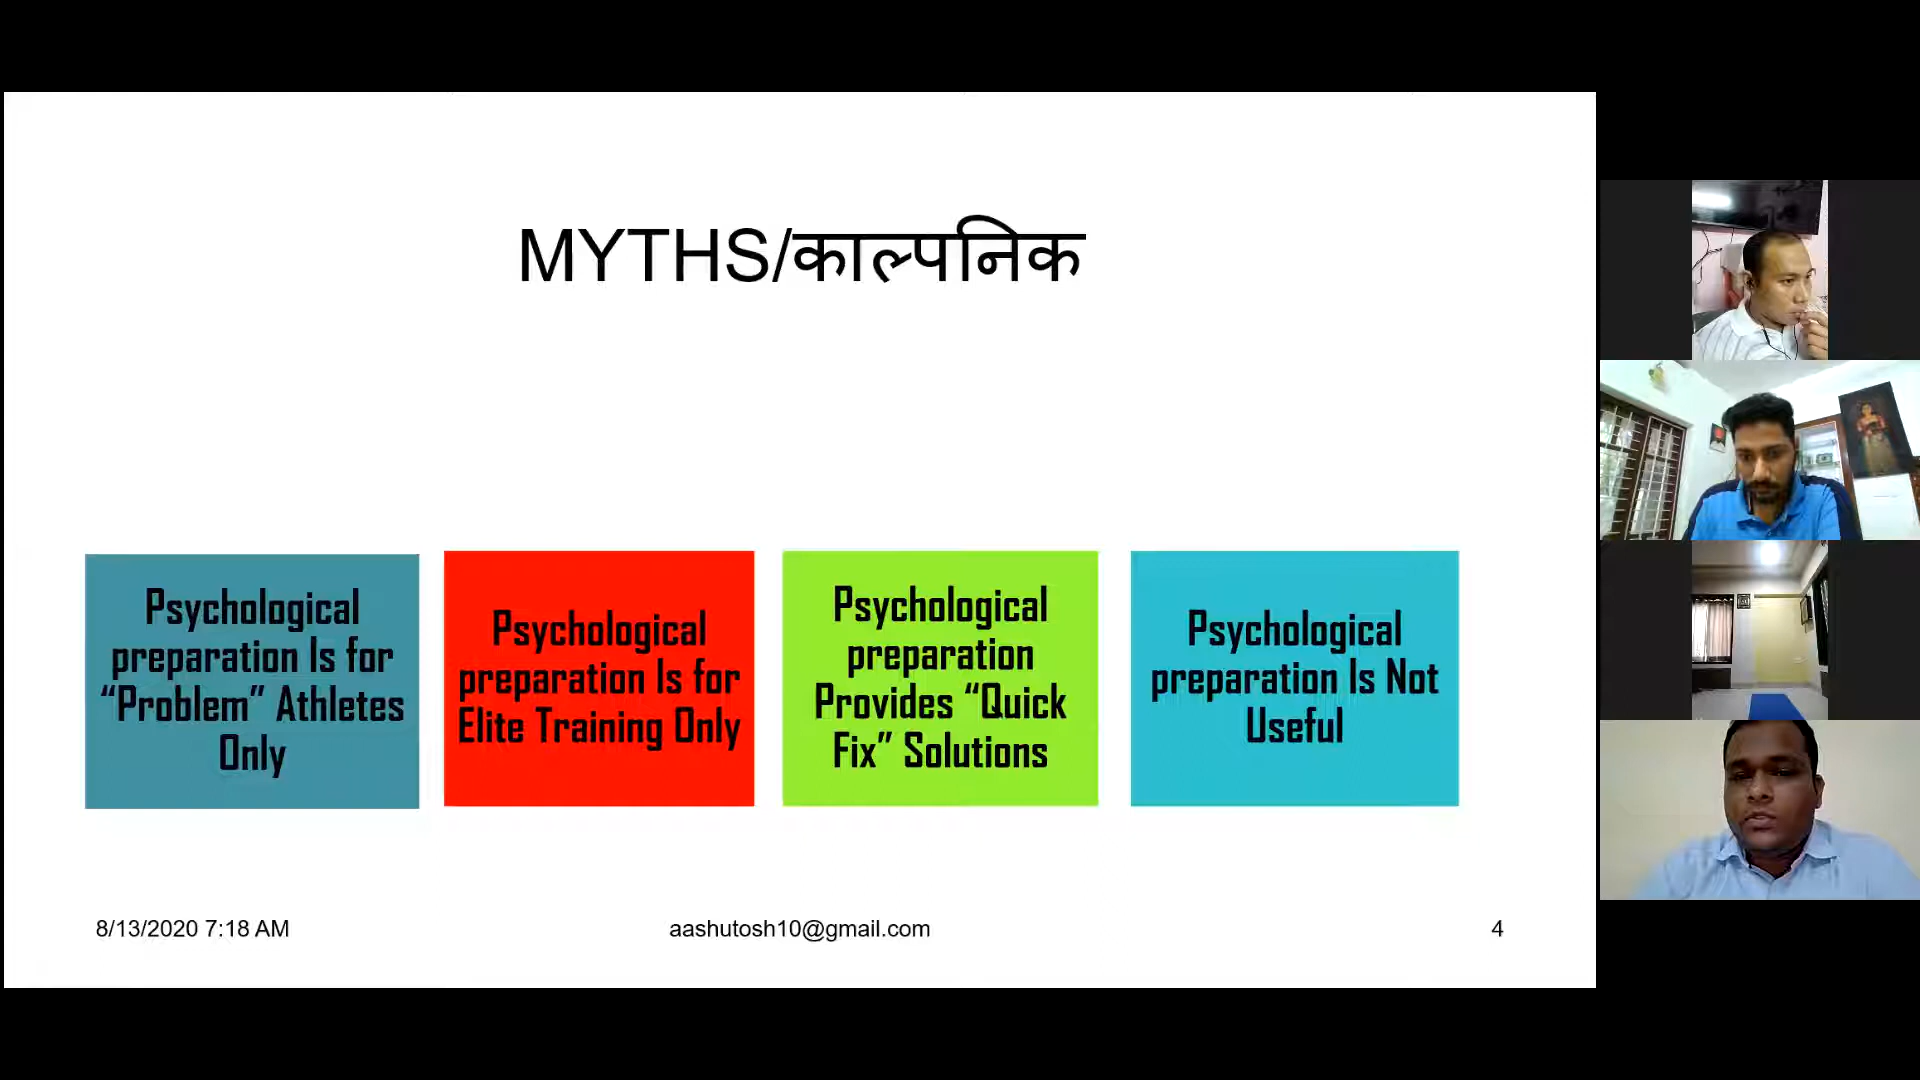 MYTHS/काल्पनिक
Psychological
preparation Is for
“Problem” Athletes
Only
Psychological
preparation Is for
Elite Training Only
Psychological
preparation
Provides “Quick
Fix” Solutions
Psychological
preparation Is Not
Useful
8/13/2020 7:18 AM
aashutosh10@gmail.com
4